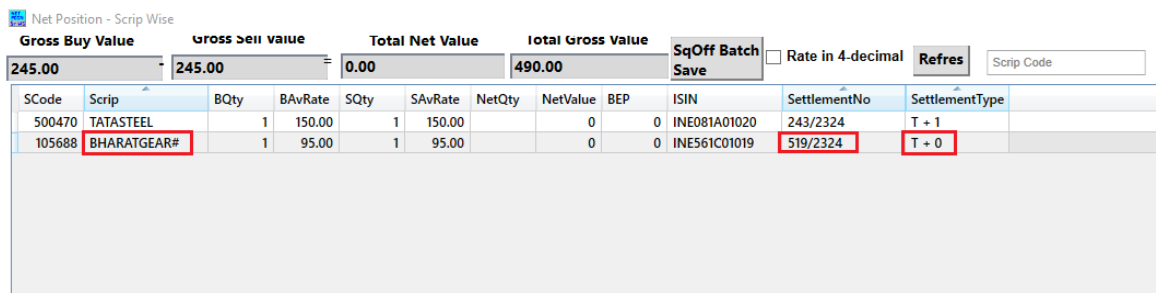 Net Position - Scrip Wise
Gross Buy Value Gross Sell Value Total Net Value Total Gross Value
245.00 - 245.00 = 0.00 490.00 SqOff Batch Save Rate in 4-decimal Refres Scrip Code
SCode Scrip BQty BAvRate SQty SAvRate NetQty NetValue BEP ISIN SettlementNo SettlementType
500470 TATASTEEL 1 150.00 1 150.00 0 0 INE081A01020 243/2324 T + 1
105688 BHARATGEAR# 1 95.00 1 95.00 0 0 INE561C01019 519/2324 T + 0